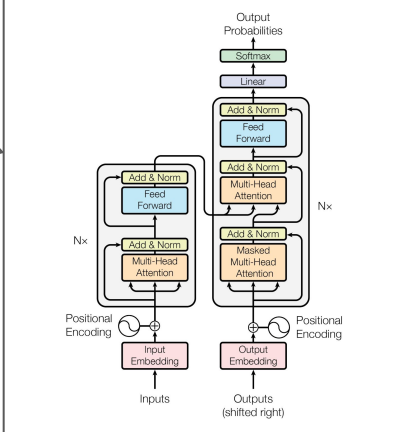 Output
Probabilities
Softmax
Linear
Add & Norm
Feed
Forward
Add & Norm
Multi-Head
Attention
Nx
Add & Norm
Masked
Multi-Head
Attention
Add & Norm
Feed
Forward
Nx
Add & Norm
Multi-Head
Attention
Positional
Encoding
Positional
Encoding
Input
Embedding
Output
Embedding
Inputs
Outputs
(shifted right)